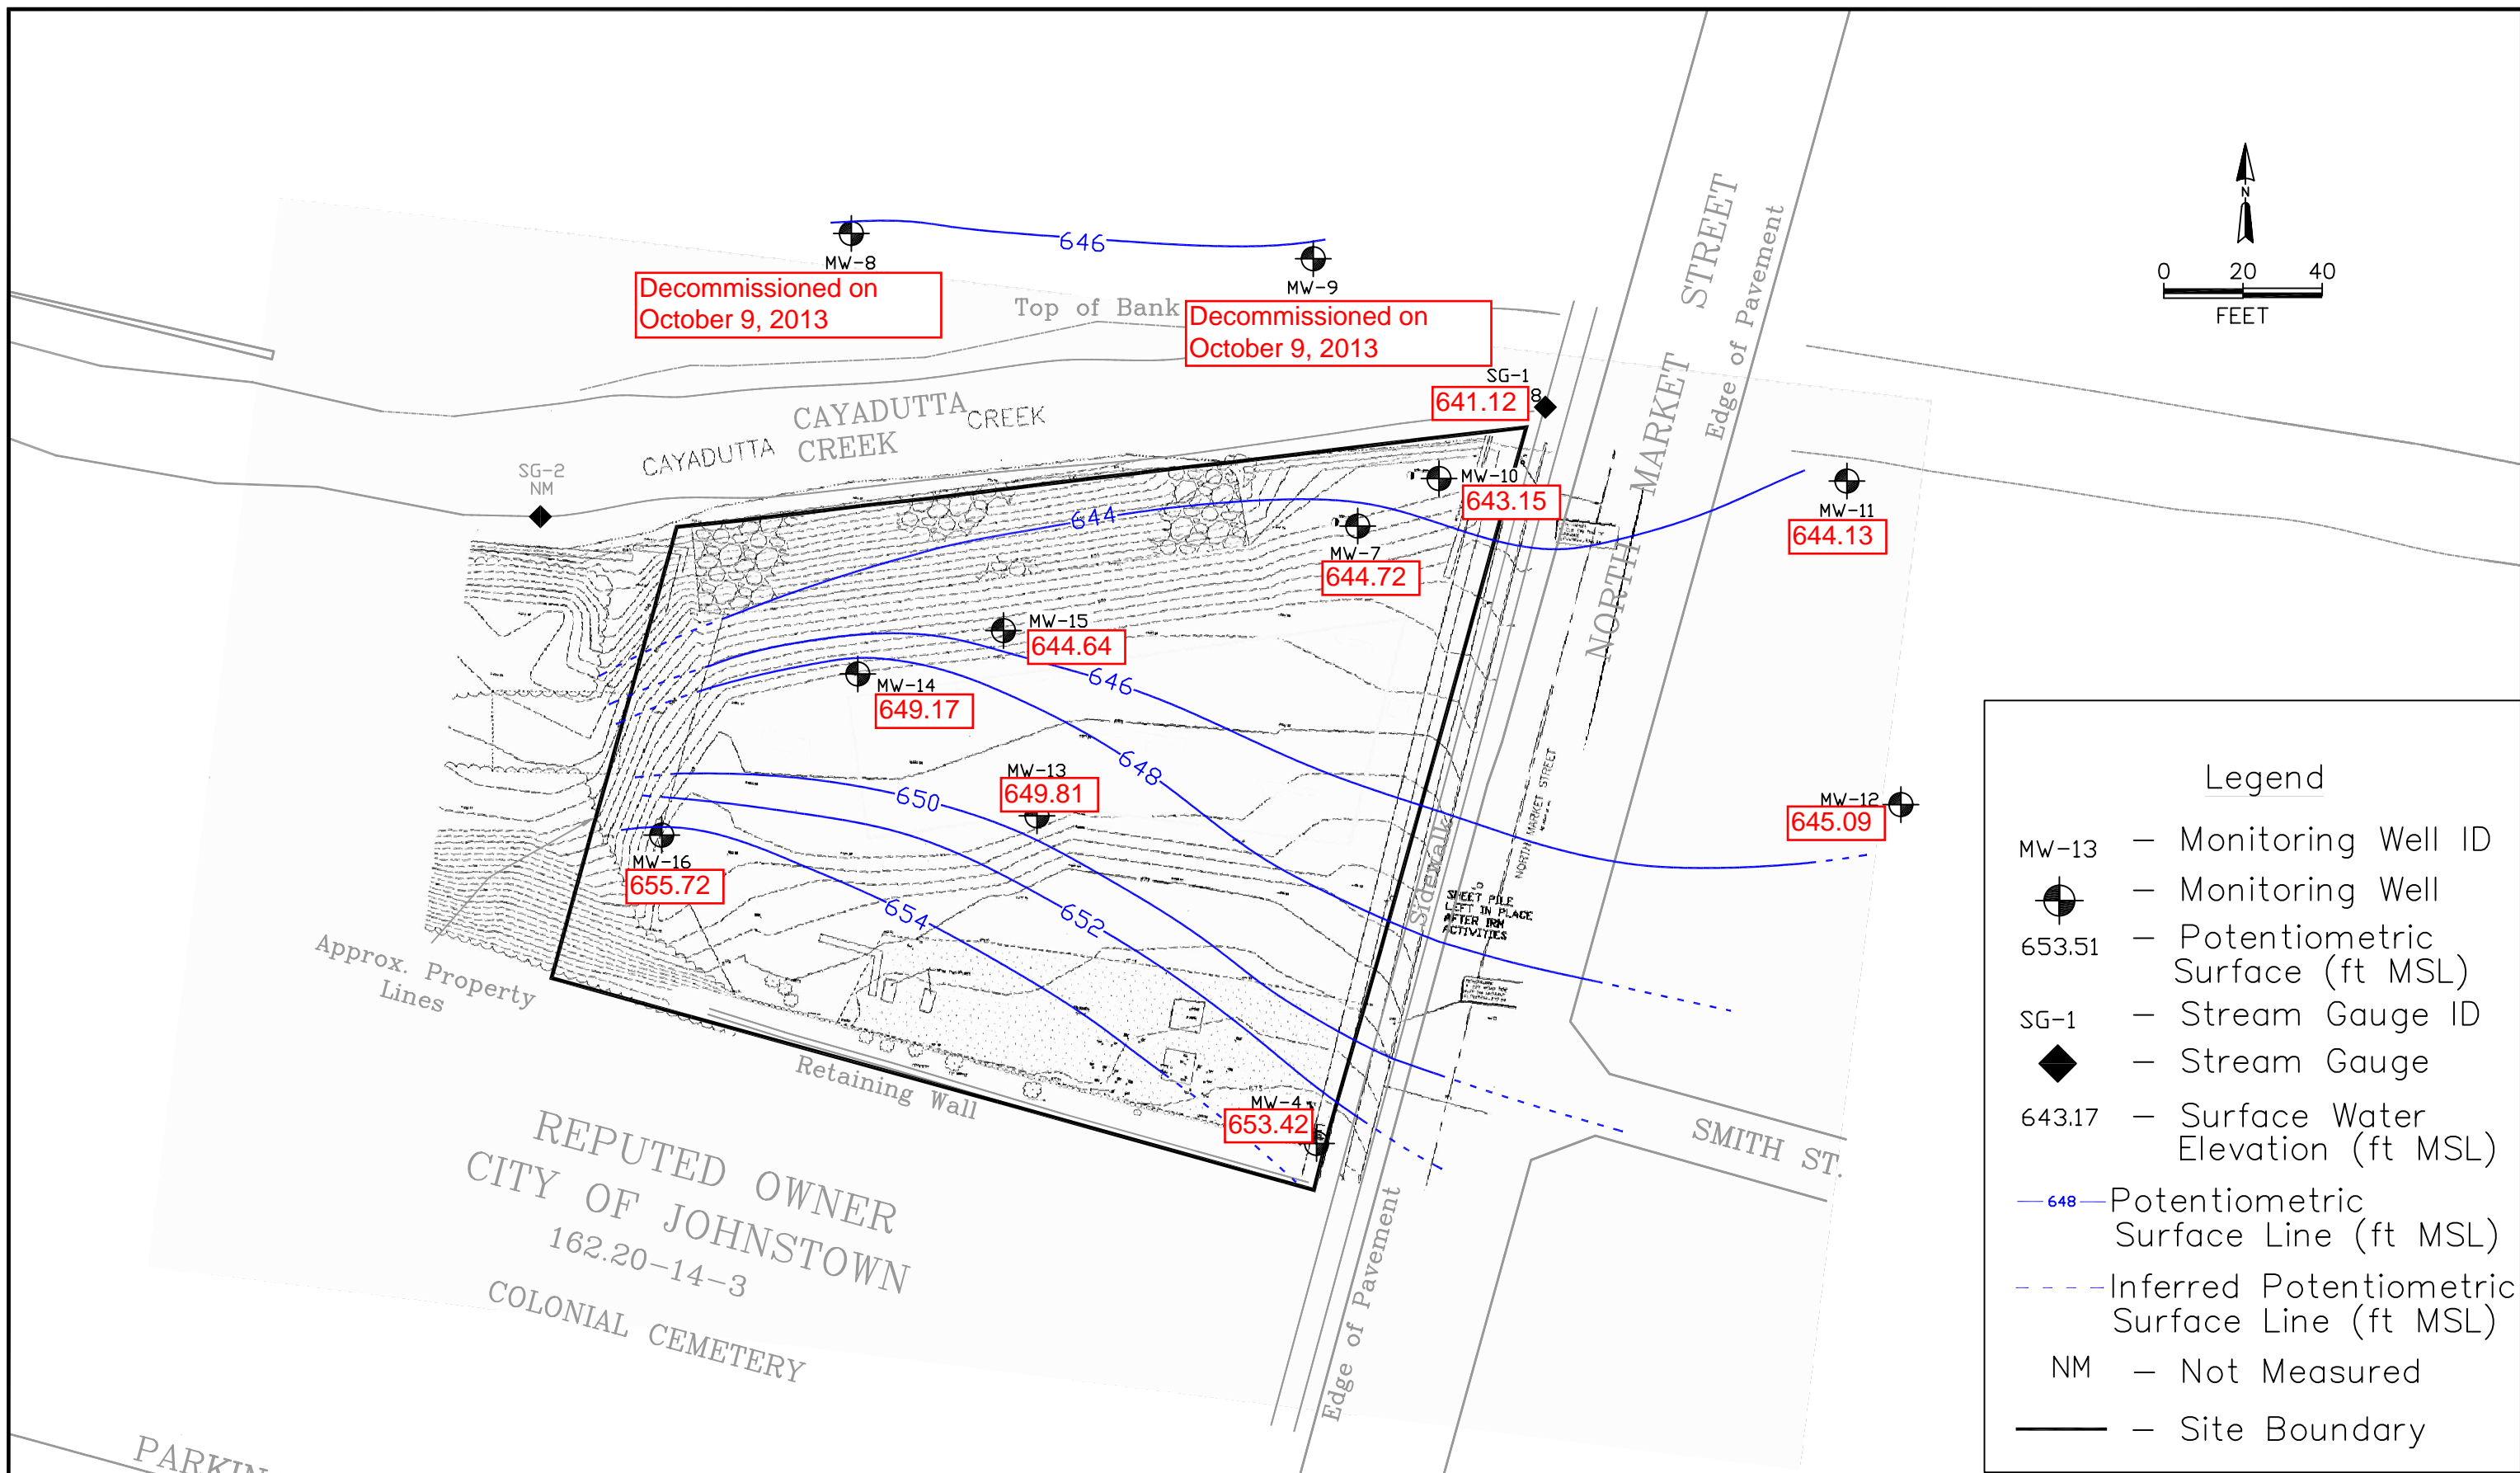 646
MW-8
MW-9
Decommissioned on
October 9, 2013
Decommissioned on
October 9, 2013
Top of Bank
N
0 20 40
FEET
NORTH MARKET STREET
Edge of Pavement
SG-1
641.12
8
CAYADUTTA
CREEK
CAYADUTTA CREEK
SG-2
NM
MW-10
643.15
644
MW-11
644.13
MW-7
644.72
MW-15
644.64
646
MW-14
649.17
648
MW-13
649.81
650
MW-12
645.09
NORTH MARKET STREET
MW-16
655.72
654
652
Sidewalk
SHEET PILE
LEFT IN PLACE
AFTER IRM
ACTIVITIES
Approx. Property
Lines
Retaining Wall
MW-4
653.42
SMITH ST.
Edge of Pavement
REPUTED OWNER
CITY OF JOHNSTOWN
162.20-14-3
COLONIAL CEMETERY
PARKIN
Legend
MW-13 – Monitoring Well ID
– Monitoring Well
653.51 – Potentiometric
Surface (ft MSL)
SG-1 – Stream Gauge ID
– Stream Gauge
643.17 – Surface Water
Elevation (ft MSL)
648 Potentiometric
Surface Line (ft MSL)
Inferred Potentiometric
Surface Line (ft MSL)
NM – Not Measured
– Site Boundary